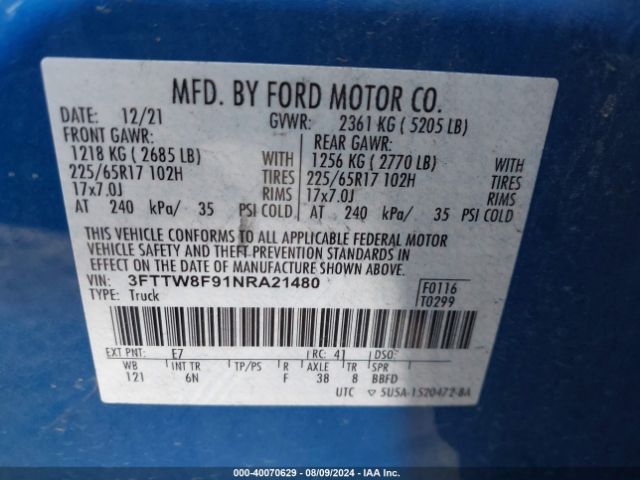 MFD. BY FORD MOTOR CO.
DATE: 12/21 GVWR: 2361 KG ( 5205 LB)
FRONT GAWR: REAR GAWR:
1218 KG ( 2685 LB) WITH 1256 KG ( 2770 LB) WITH
225/65R17 102H TIRES 225/65R17 102H TIRES
17x7.0J RIMS 17x7.0J RIMS
AT 240 kPa/ 35 PSI COLD AT 240 kPa/ 35 PSI COLD
THIS VEHICLE CONFORMS TO ALL APPLICABLE FEDERAL MOTOR
VEHICLE SAFETY AND THEFT PREVENTION STANDARDS
IN EFFECT ON THE DATE OF MANUFACTURE SHOWN ABOVE.
VIN: 3FTTW8F91NRA21480 F0116
TYPE: Truck T0299
EXT PNT: E7 RC: 41 DSO:
WB INT TR TP/PS R AXLE TR SPR
121 6N F 38 8 BBFD
UTC ▽ 5U5A-1520472-BA
000-40070629 - 08/09/2024 - IAA Inc.